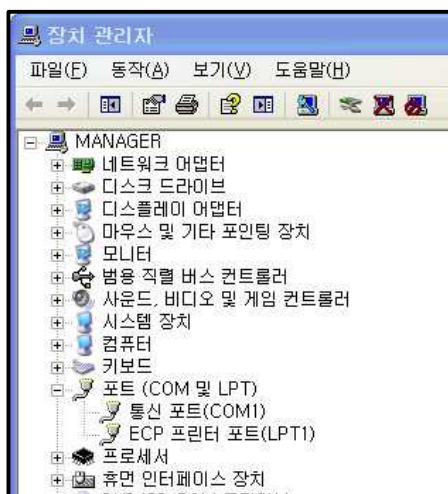 장치 관리자
파일(F) 동작(A) 보기(V) 도움말(H)
MANAGER
네트워크 어댑터
디스크 드라이브
디스플레이 어댑터
마우스 및 기타 포인팅 장치
모니터
범용 직렬 버스 컨트롤러
사운드, 비디오 및 게임 컨트롤러
시스템 장치
컴퓨터
키보드
포트 (COM 및 LPT)
통신 포트(COM1)
ECP 프린터 포트(LPT1)
프로세서
휴먼 인터페이스 장치